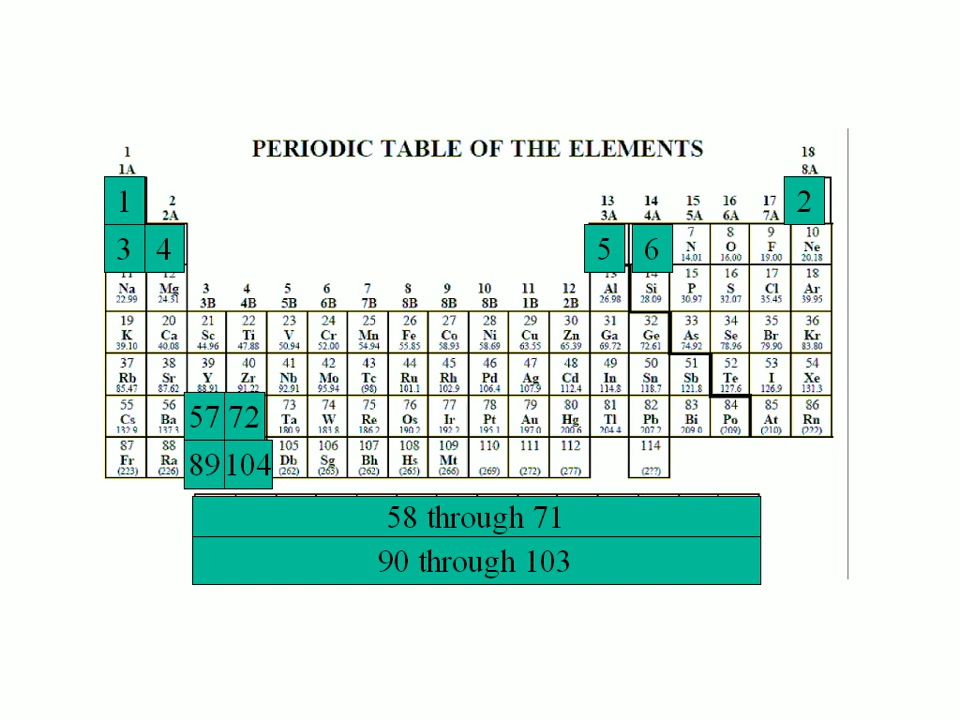 PERIODIC TABLE OF THE ELEMENTS
1 18
1A 8A
1 2 13 14 15 16 17 2
2A 3A 4A 5A 6A 7A
3 4 5 6 7 8 9 10
N O F Ne
14.01 16.00 19.00 20.18
11 12 13 14 15 16 17 18
Na Mg 3 4 5 6 7 8 9 10 11 12 Al Si P S Cl Ar
22.99 24.31 3B 4B 5B 6B 7B 8B 8B 8B 1B 2B 26.98 28.09 30.97 32.07 35.45 39.95
19 20 21 22 23 24 25 26 27 28 29 30 31 32 33 34 35 36
K Ca Sc Ti V Cr Mn Fe Co Ni Cu Zn Ga Ge As Se Br Kr
39.10 40.08 44.96 47.88 50.94 52.00 54.94 55.85 58.93 58.69 63.55 65.39 69.72 72.61 74.92 78.96 79.90 83.80
37 38 39 40 41 42 43 44 45 46 47 48 49 50 51 52 53 54
Rb Sr Y Zr Nb Mo Tc Ru Rh Pd Ag Cd In Sn Sb Te I Xe
85.47 87.62 88.91 91.22 92.91 95.94 (98) 101.1 102.9 106.4 107.9 112.4 114.8 118.7 121.8 127.6 126.9 131.3
55 56 57 72 73 74 75 76 77 78 79 80 81 82 83 84 85 86
Cs Ba Ta W Re Os Ir Pt Au Hg Tl Pb Bi Po At Rn
132.9 137.3 180.9 183.8 186.2 190.2 192.2 195.1 197.0 200.6 204.4 207.2 209.0 (209) (210) (222)
87 88 89 104 105 106 107 108 109 110 111 112 114
Fr Ra Db Sg Bh Hs Mt
(223) (226) (262) (263) (262) (265) (266) (269) (272) (277) (2??)
58 through 71
90 through 103